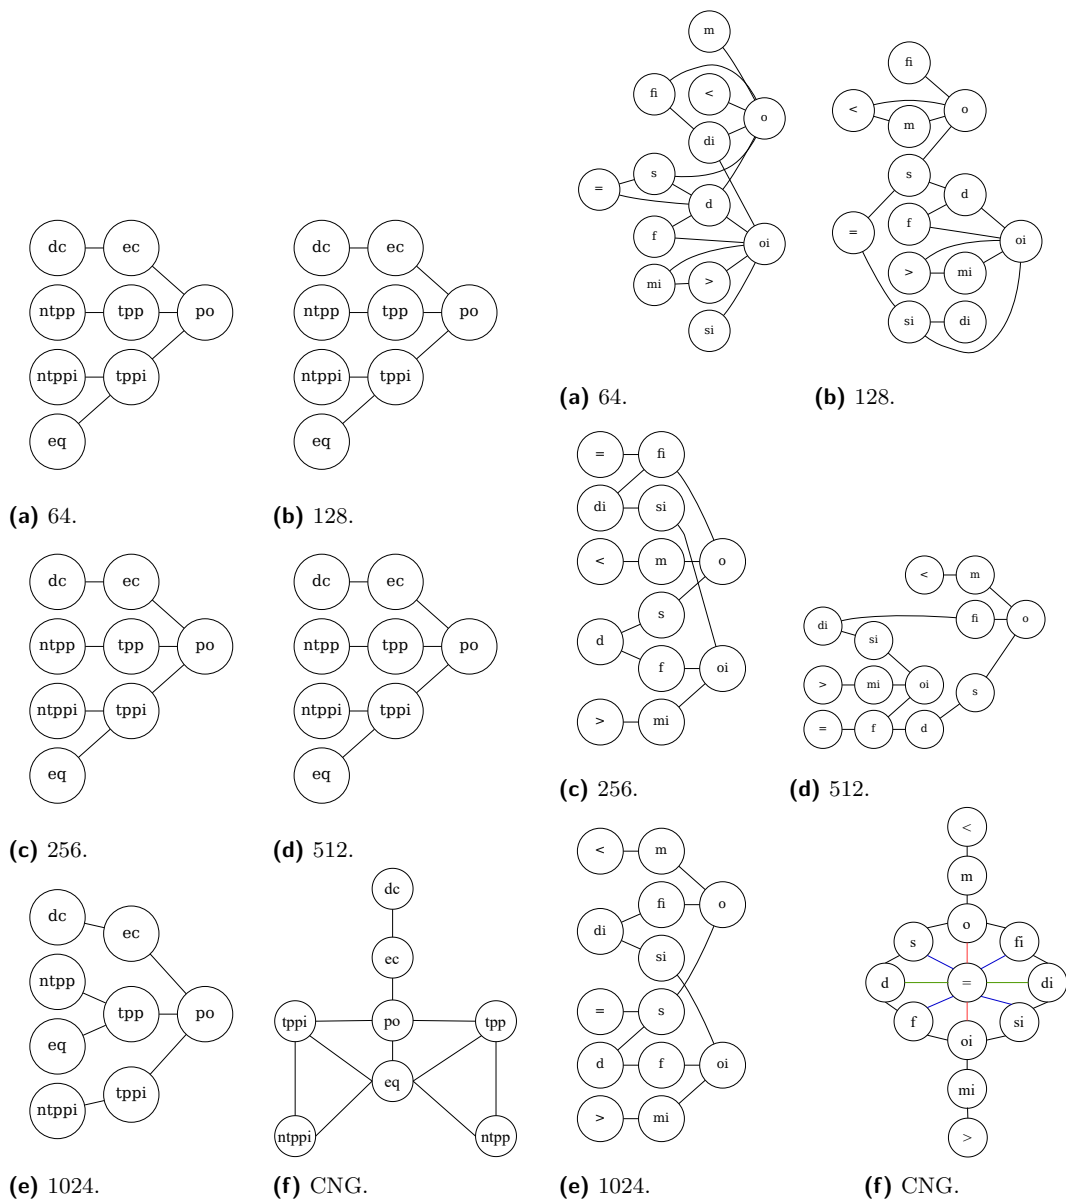 dc
ec
ntpp
tpp
po
ntppi
tppi
eq
(a) 64.
dc
ec
ntpp
tpp
po
ntppi
tppi
eq
(b) 128.
dc
ec
ntpp
tpp
po
ntppi
tppi
eq
(c) 256.
dc
ec
ntpp
tpp
po
ntppi
tppi
eq
(d) 512.
dc
ec
ntpp
tpp
po
eq
tppi
ntppi
(e) 1024.
dc
ec
tppi
po
tpp
eq
ntppi
ntpp
(f) CNG.
m
fi
<
o
di
s
=
d
f
oi
mi
>
si
(a) 64.
fi
<
o
m
s
d
f
=
oi
>
mi
si
di
(b) 128.
=
fi
di
si
<
m
o
s
d
f
oi
>
mi
(c) 256.
<
m
di
fi
o
si
>
mi
oi
s
=
f
d
(d) 512.
<
m
fi
o
di
si
=
s
d
f
oi
>
mi
(e) 1024.
<
m
o
s
fi
d
=
di
f
si
oi
mi
>
(f) CNG.